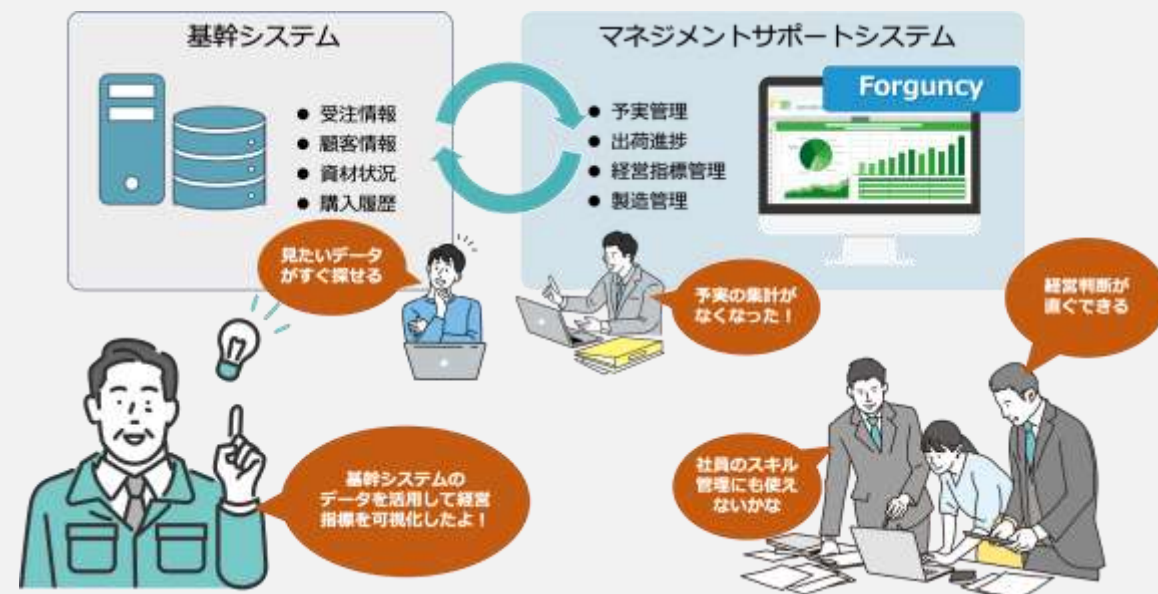 基幹システム
● 受注情報
● 顧客情報
● 資材状況
● 購入履歴
マネジメントサポートシステム
Forguncy
● 予実管理
● 出荷進捗
● 経営指標管理
● 製造管理
見たいデータ
がすぐ探せる
予実の集計が
なくなった！
経営判断が
直ぐできる
基幹システムの
データを活用して経営
指標を可視化したよ！
社員のスキル
管理にも使え
ないかな